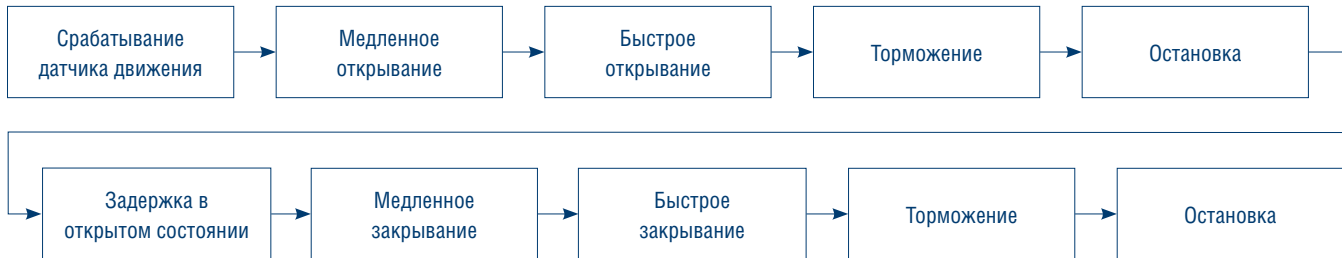 Срабатывание
датчика движения
Медленное
открывание
Быстрое
открывание
Торможение
Остановка
Задержка в
открытом состоянии
Медленное
закрывание
Быстрое
закрывание
Торможение
Остановка